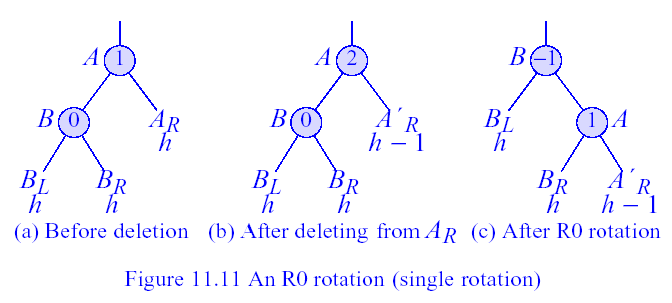 A 1 A 2 B -1
B 0 A_R B 0 A′_R B_L 1 A
h h − 1 h
B_L B_R B_L B_R B_R A′_R
h h h h h h − 1
(a) Before deletion (b) After deleting from A_R (c) After R0 rotation
Figure 11.11 An R0 rotation (single rotation)